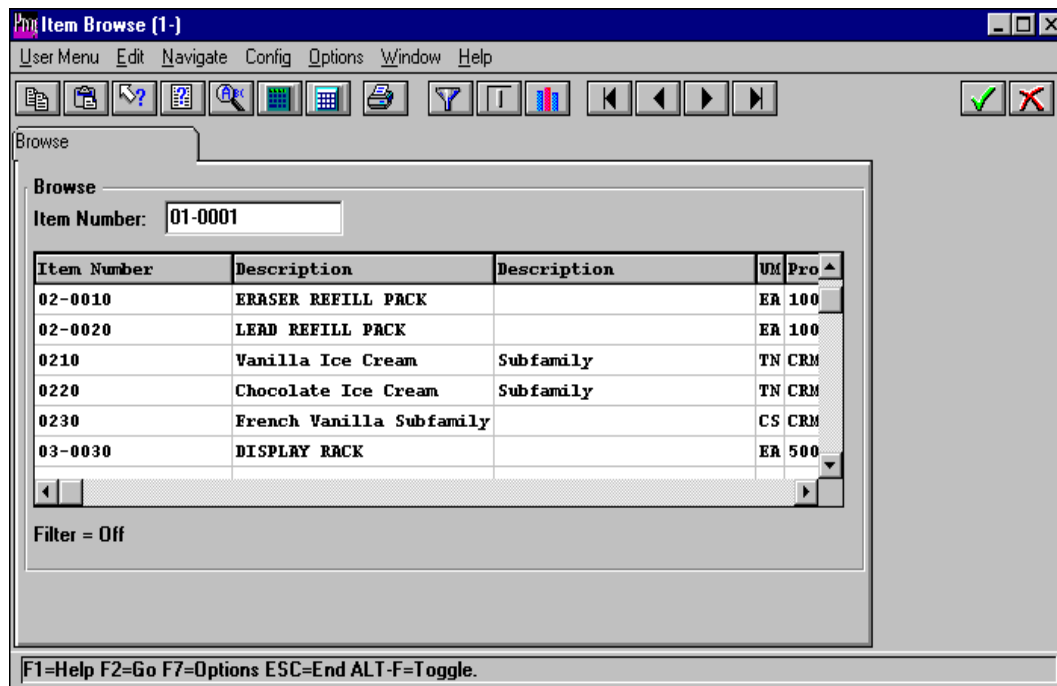 Item Browse (1-)
User Menu Edit Navigate Config Options Window Help
Browse
Browse
Item Number: 01-0001
Item Number Description Description UM Pro
02-0010 ERASER REFILL PACK EA 100
02-0020 LEAD REFILL PACK EA 100
0210 Vanilla Ice Cream Subfamily TN CRM
0220 Chocolate Ice Cream Subfamily TN CRM
0230 French Vanilla Subfamily CS CRM
03-0030 DISPLAY RACK EA 500
Filter = Off
F1=Help F2=Go F7=Options ESC=End ALT-F=Toggle.